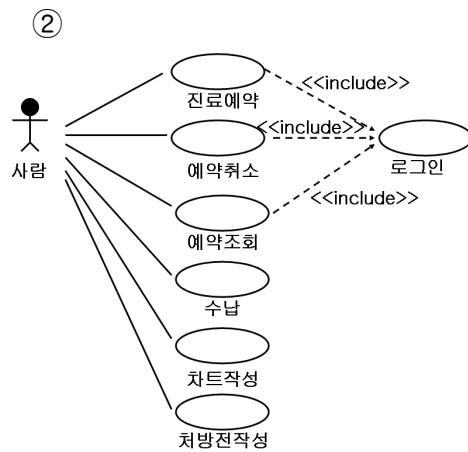 ②
진료예약
<<include>>
<<include>>
사람
예약취소
로그인
<<include>>
예약조회
수납
차트작성
처방전작성